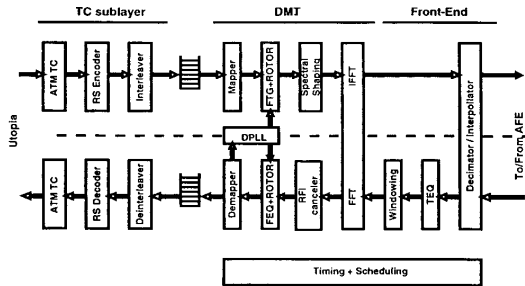 TC sublayer
DMT
Front-End
ATM TC
RS Encoder
Interleaver
Mapper
FTG+ROTOR
Spectral
Shaping
IFFT
Decimator / Interpollator
Utopia
DPLL
To/From AFE
ATM TC
RS Decoder
Deinterleaver
Demapper
FEQ+ROTOR
RFI
canceler
FFT
Windowing
TEQ
Timing + Scheduling